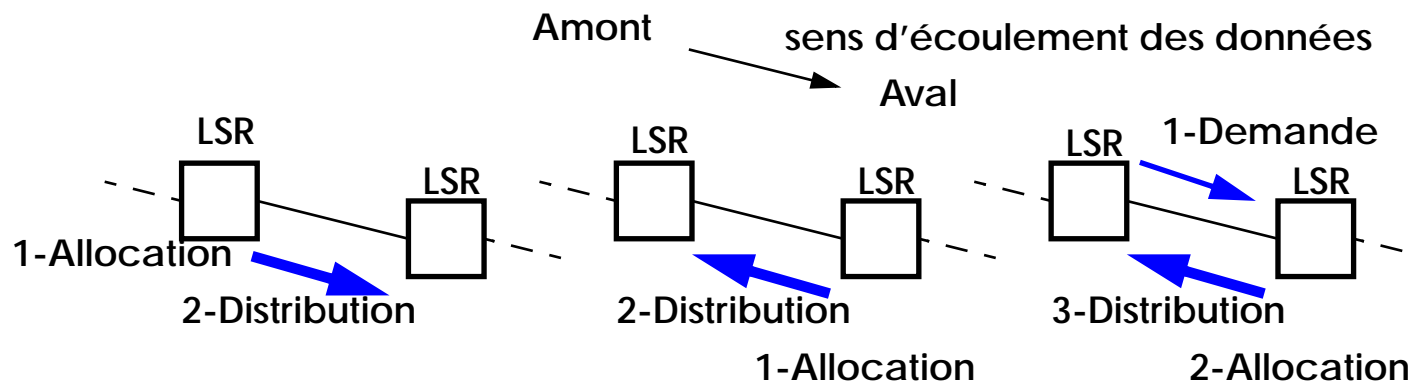 Amont
sens d'écoulement des données
Aval
LSR
LSR
1-Allocation
2-Distribution
LSR
LSR
2-Distribution
1-Allocation
LSR
1-Demande
LSR
3-Distribution
2-Allocation